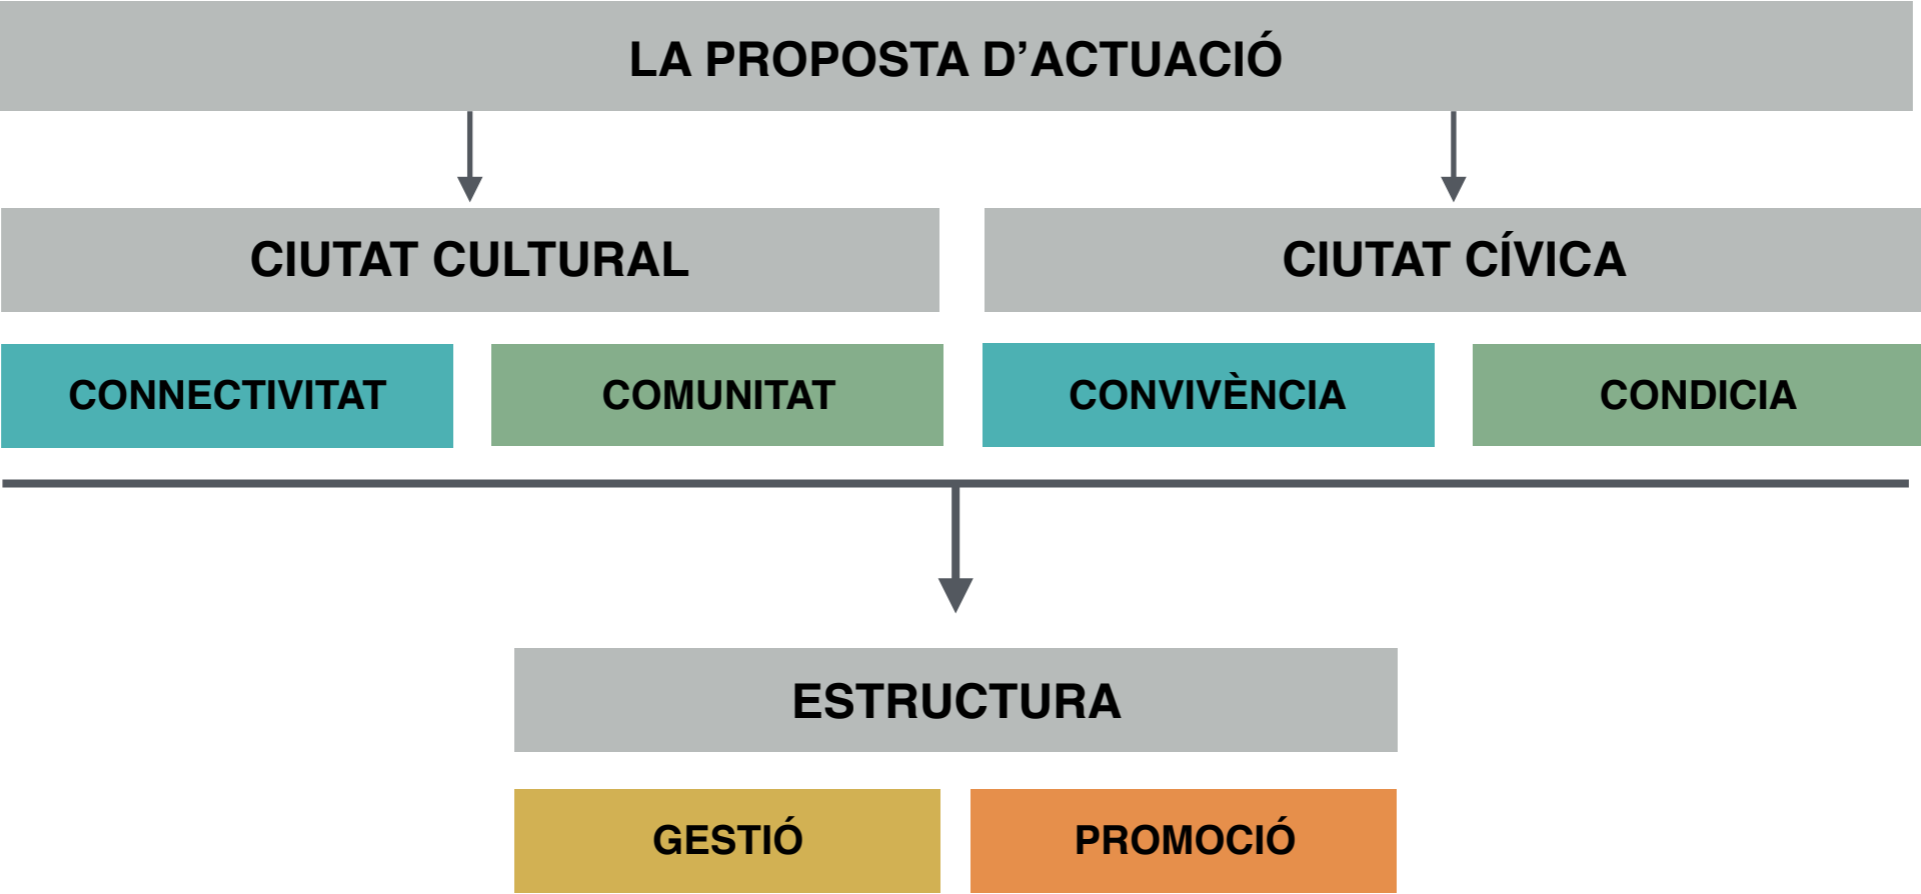 LA PROPOSTA D’ACTUACIÓ
CIUTAT CULTURAL
CIUTAT CÍVICA
CONNECTIVITAT
COMUNITAT
CONVIVÈNCIA
CONDICIA
ESTRUCTURA
GESTIÓ
PROMOCIÓ